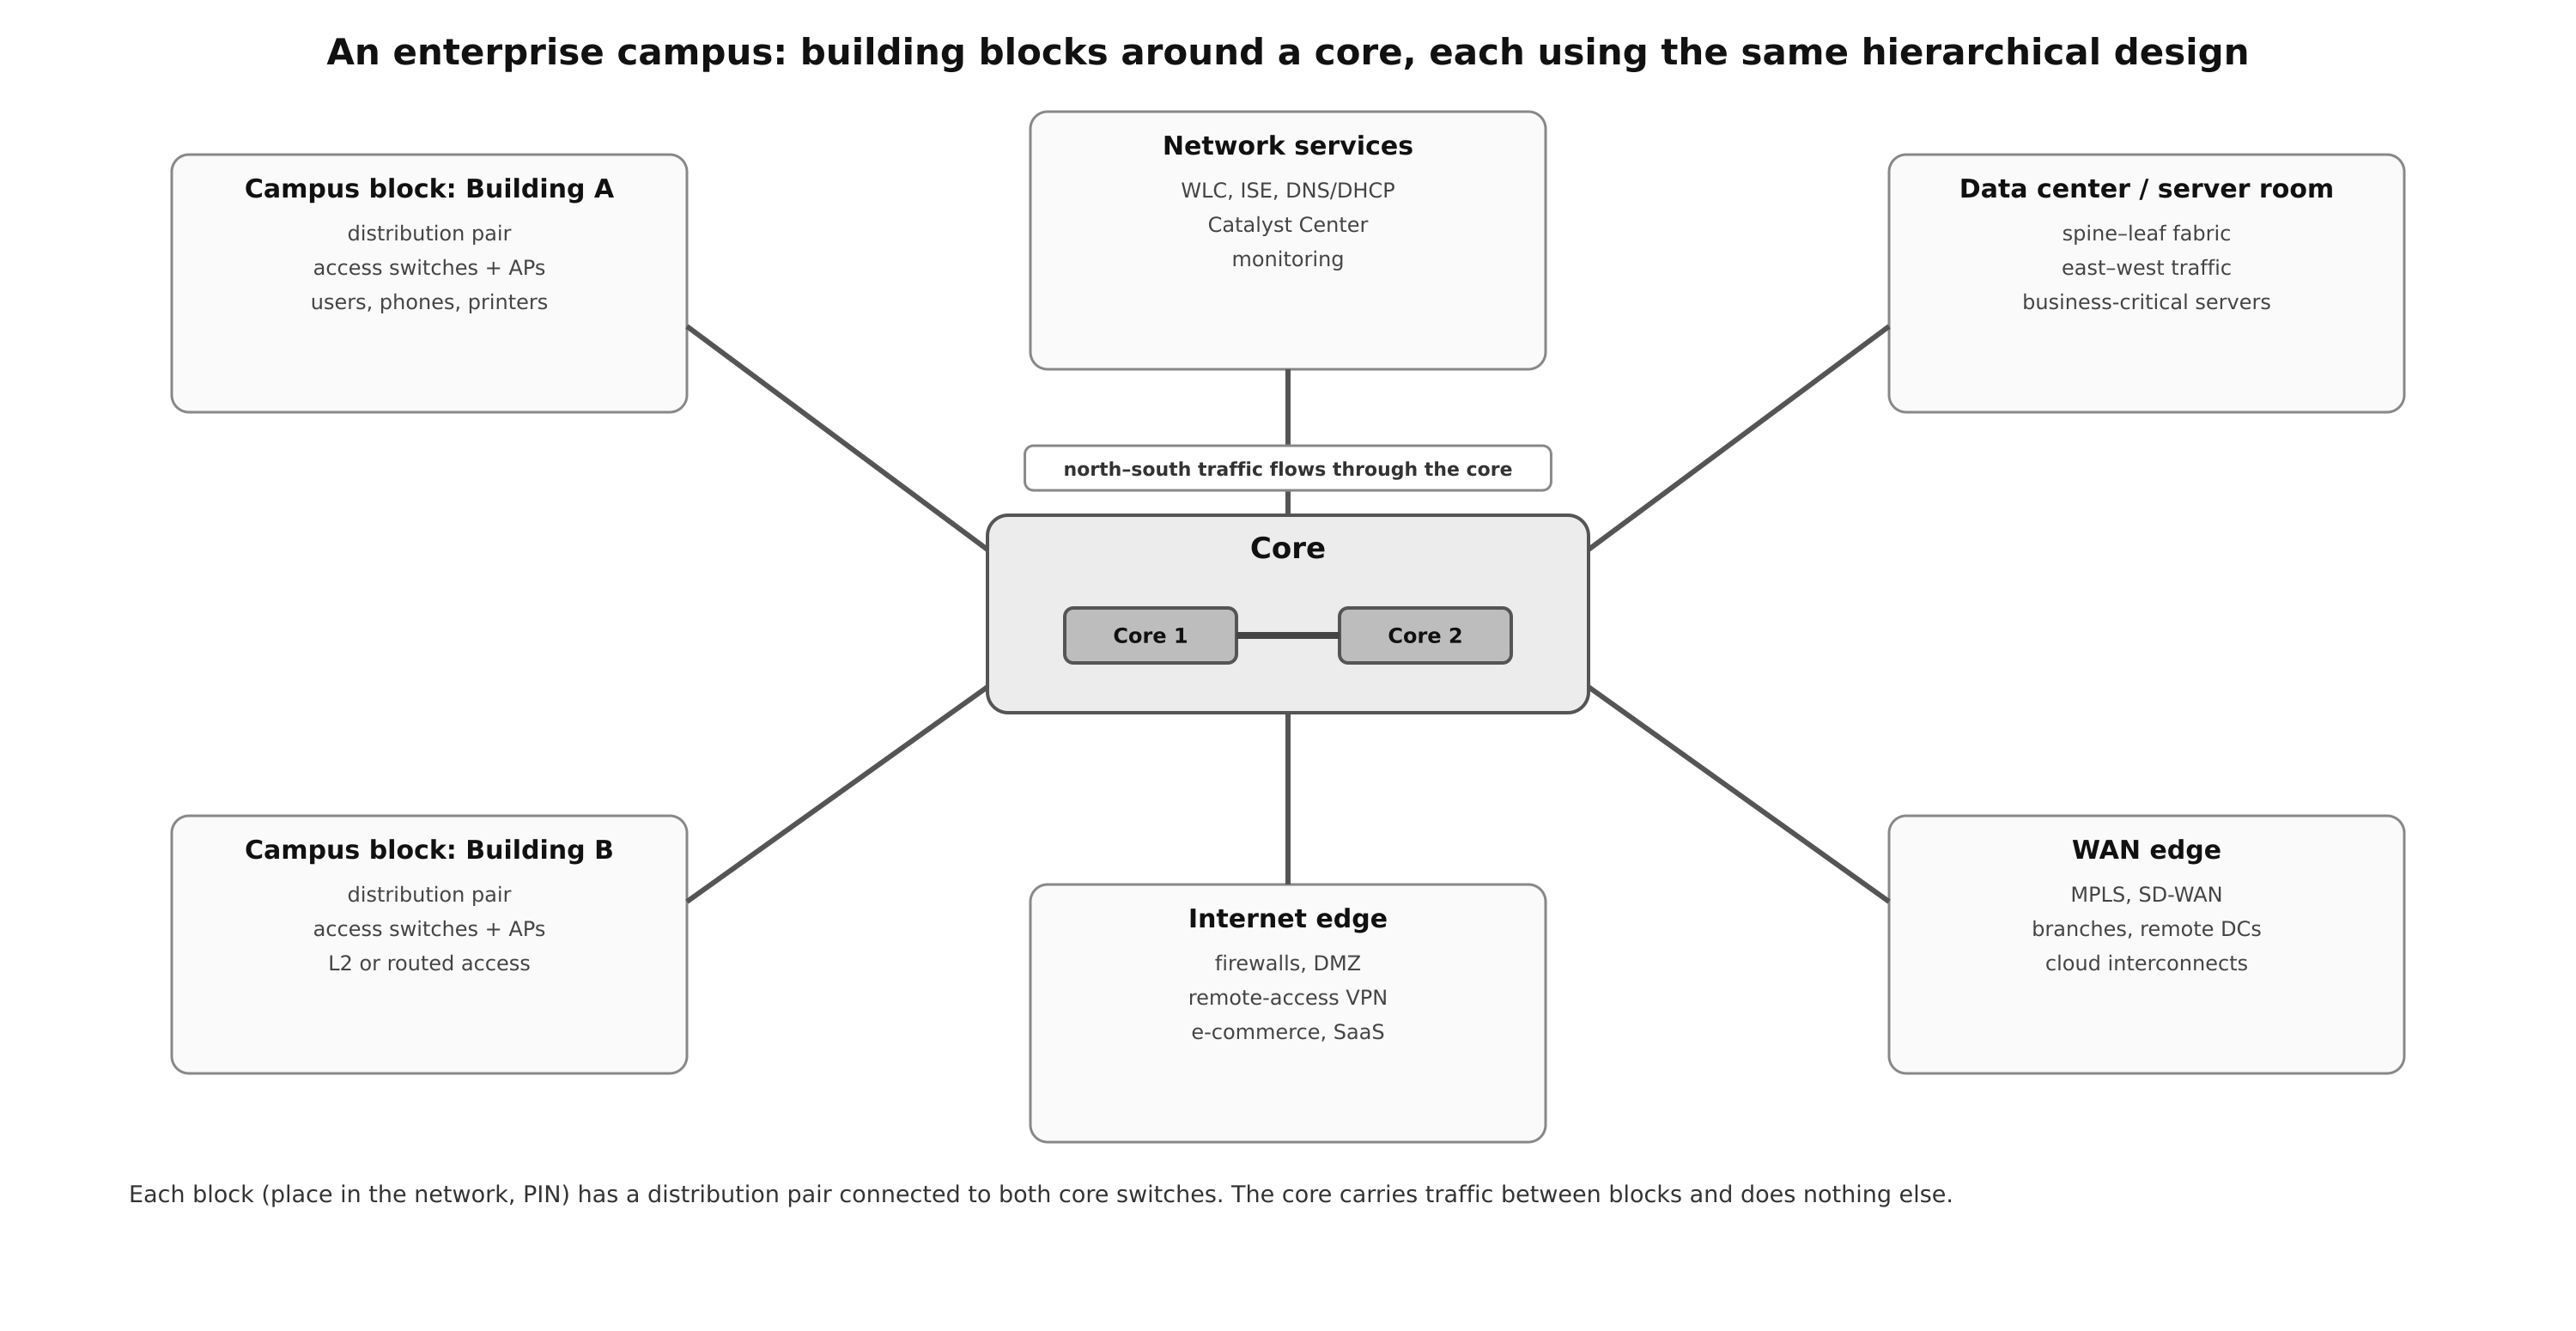 An enterprise campus: building blocks around a core, each using the same hierarchical design
Network services
WLC, ISE, DNS/DHCP
Catalyst Center
monitoring
Campus block: Building A
distribution pair
access switches + APs
users, phones, printers
Data center / server room
spine–leaf fabric
east–west traffic
business-critical servers
north–south traffic flows through the core
Core
Core 1
Core 2
Campus block: Building B
distribution pair
access switches + APs
L2 or routed access
Internet edge
firewalls, DMZ
remote-access VPN
e-commerce, SaaS
WAN edge
MPLS, SD-WAN
branches, remote DCs
cloud interconnects
Each block (place in the network, PIN) has a distribution pair connected to both core switches. The core carries traffic between blocks and does nothing else.